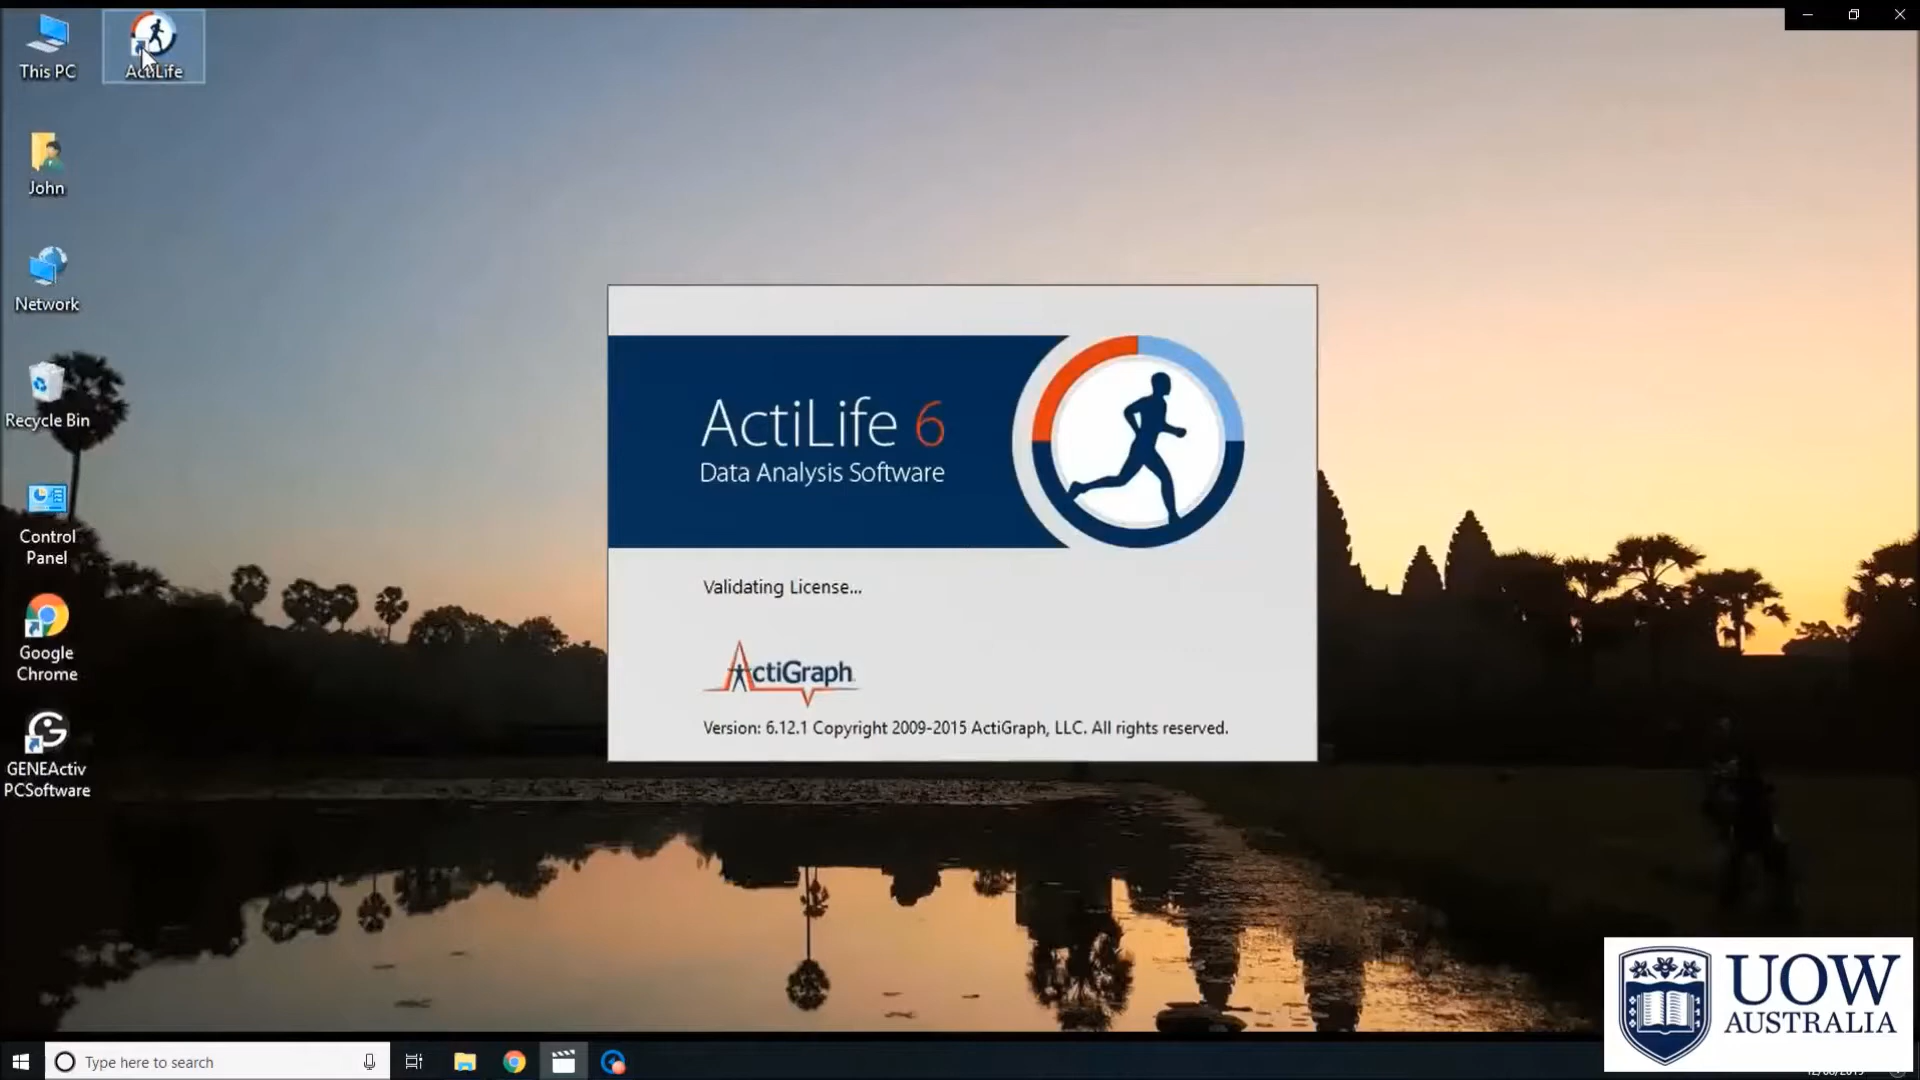 This PC
ActiLife
John
Network
Recycle Bin
Control
Panel
Google
Chrome
GENEActiv
PCSoftware
ActiLife 6
Data Analysis Software
Validating License...
ActiGraph
Version: 6.12.1 Copyright 2009-2015 ActiGraph, LLC. All rights reserved.
UOW
AUSTRALIA
Type here to search